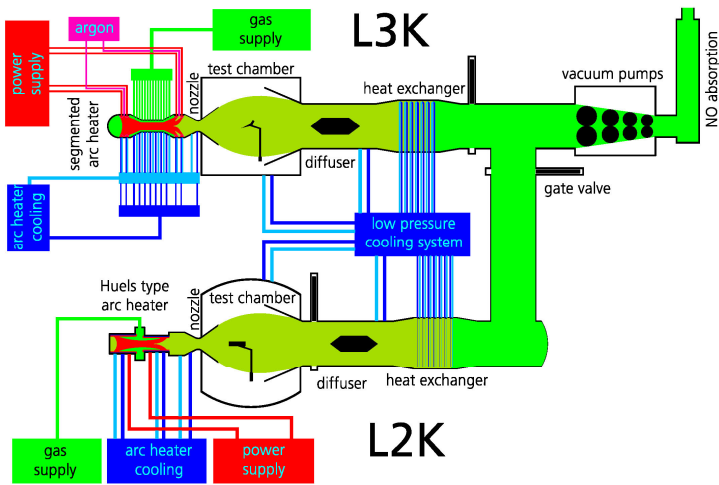 argon
gas
supply
L3K
power
supply
nozzle
test chamber
heat exchanger
vacuum pumps
NO absorption
segmented
arc heater
diffuser
gate valve
arc heater
cooling
low pressure
cooling system
Huels type
arc heater
nozzle
test chamber
diffuser
heat exchanger
gas
supply
arc heater
cooling
power
supply
L2K